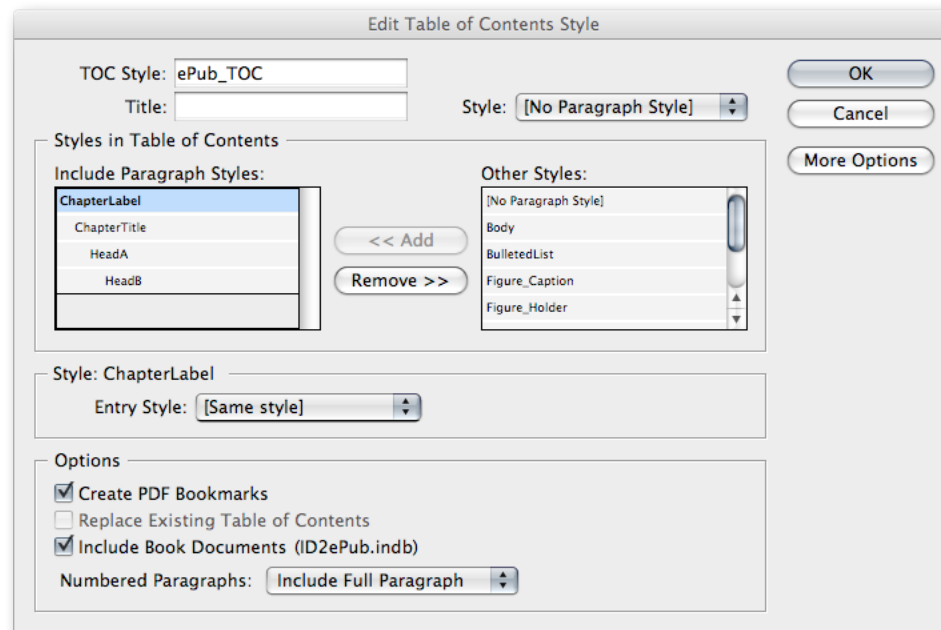 Edit Table of Contents Style
TOC Style: ePub_TOC
OK
Title:
Style: [No Paragraph Style]
Cancel
More Options
Styles in Table of Contents
Include Paragraph Styles:
Other Styles:
ChapterLabel
ChapterTitle
HeadA
HeadB
<< Add
Remove >>
[No Paragraph Style]
Body
BulletedList
Figure_Caption
Figure_Holder
Style: ChapterLabel
Entry Style: [Same style]
Options
Create PDF Bookmarks
Replace Existing Table of Contents
Include Book Documents (ID2ePub.indb)
Numbered Paragraphs: Include Full Paragraph